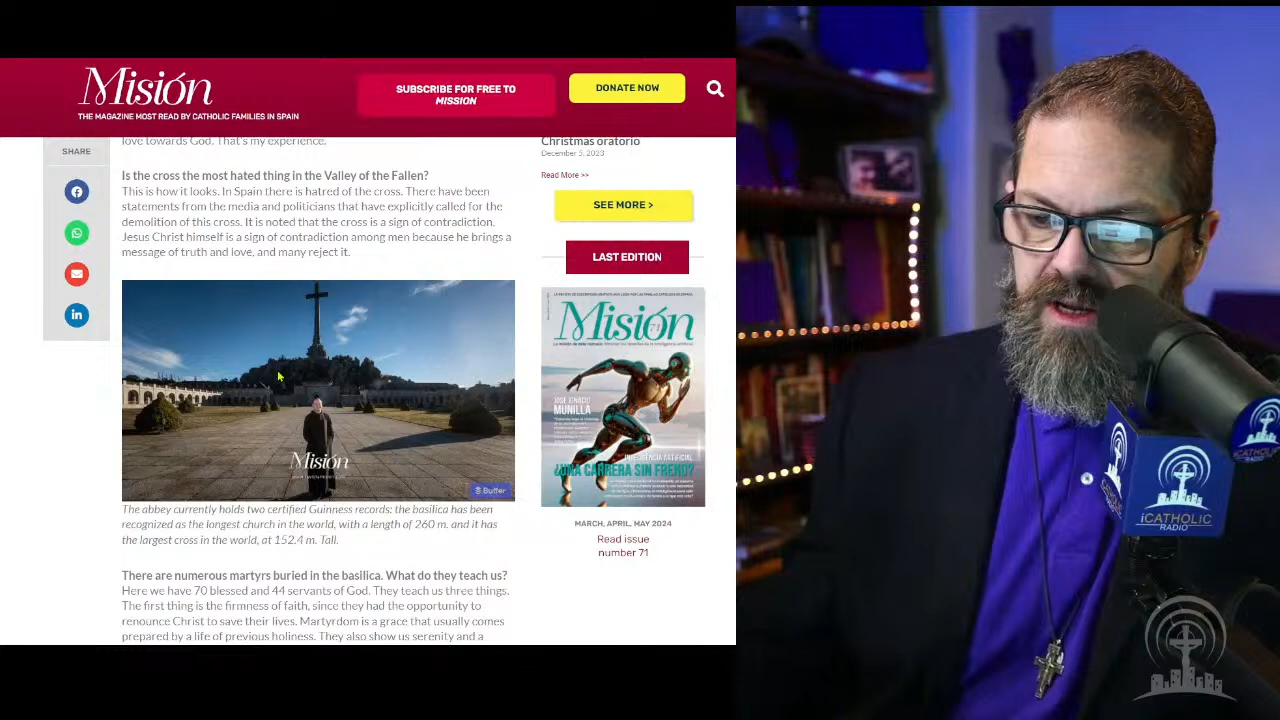 Misión
THE MAGAZINE MOST READ BY CATHOLIC FAMILIES IN SPAIN
SUBSCRIBE FOR FREE TO
MISSION
DONATE NOW
SHARE
love towards God. That's my experience.
Is the cross the most hated thing in the Valley of the Fallen?
This is how it looks. In Spain there is hatred of the cross. There have been
statements from the media and politicians that have explicitly called for the
demolition of this cross. It is noted that the cross is a sign of contradiction.
Jesus Christ himself is a sign of contradiction among men because he brings a
message of truth and love, and many reject it.
Misión
Buffer
The abbey currently holds two certified Guinness records: the basilica has been
recognized as the longest church in the world, with a length of 260 m. and it has
the largest cross in the world, at 152.4 m. Tall.
There are numerous martyrs buried in the basilica. What do they teach us?
Here we have 70 blessed and 44 servants of God. They teach us three things.
The first thing is the firmness of faith, since they had the opportunity to
renounce Christ to save their lives. Martyrdom is a grace that usually comes
prepared by a life of previous holiness. They also show us serenity and a
Christmas oratorio
December 5, 2023
Read More >>
SEE MORE >
LAST EDITION
Misión
JOSÉ IGNACIO
MUNILLA
INTELIGENCIA ARTIFICIAL
¿UNA CARRERA SIN FRENO?
MARCH, APRIL, MAY 2024
Read issue
number 71
iCATHOLIC
RADIO